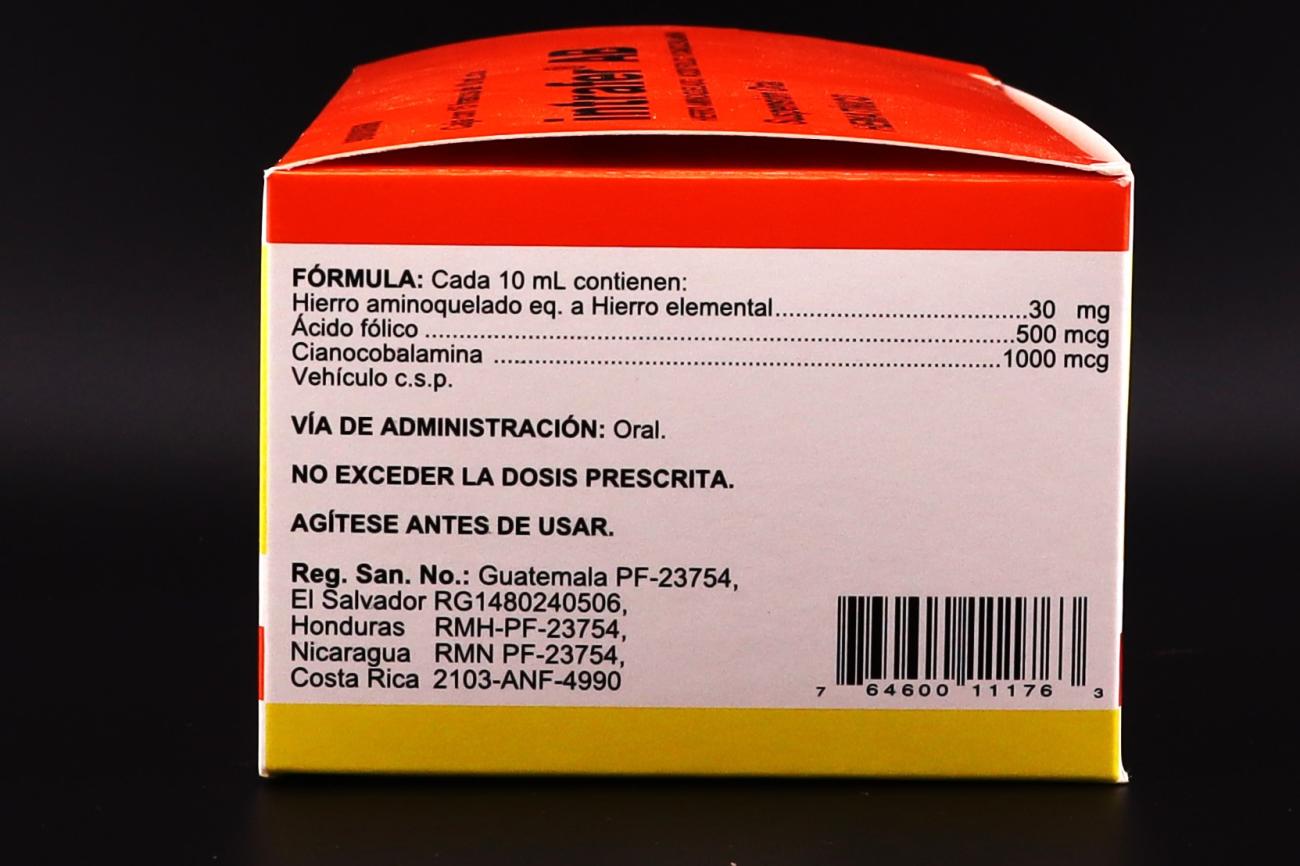 intrafer AB
FÓRMULA: Cada 10 mL contienen:
Hierro aminoquelado eq. a Hierro elemental......................................30 mg
Ácido fólico ........................................................................................500 mcg
Cianocobalamina ...........................................................................1000 mcg
Vehículo c.s.p.
VÍA DE ADMINISTRACIÓN: Oral.
NO EXCEDER LA DOSIS PRESCRITA.
AGÍTESE ANTES DE USAR.
Reg. San. No.: Guatemala PF-23754,
El Salvador RG1480240506,
Honduras RMH-PF-23754,
Nicaragua RMN PF-23754,
Costa Rica 2103-ANF-4990
7 64600 11176 3